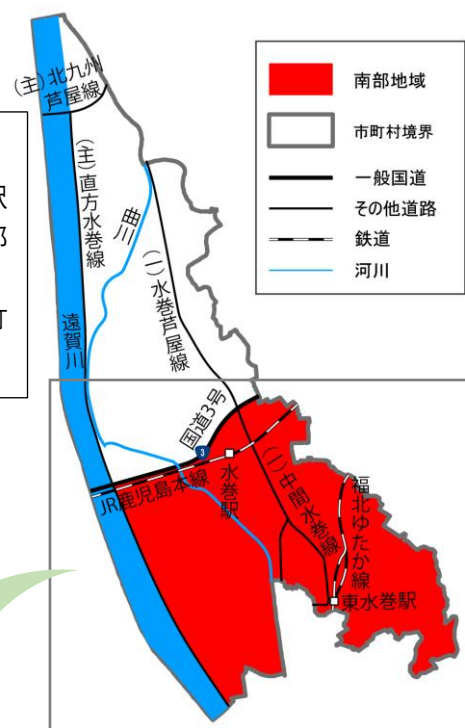 (主)北九州
芦屋線
(主)直方水巻線
曲川
(一)水巻芦屋線
遠賀川
国道3号
3
JR鹿児島本線
水巻駅
(一)中間水巻線
福北ゆたか線
東水巻駅
南部地域
市町村境界
一般国道
その他道路
鉄道
河川